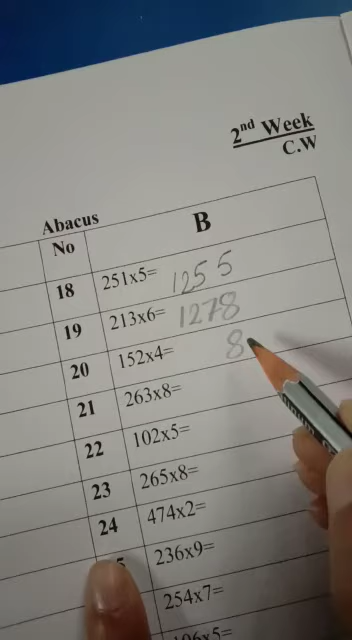 2nd Week
C.W
Abacus
No B
18 251x5= 1255
19 213x6= 1278
20 152x4= 8
21 263x8=
22 102x5=
23 265x8=
24 474x2=
236x9=
254x7=